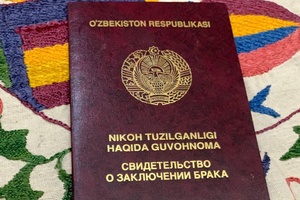 O'ZBEKISTON RESPUBLIKASI
NIKOH TUZILGANLIGI
HAQIDA GUVOHNOMA
СВИДЕТЕЛЬСТВО
О ЗАКЛЮЧЕНИИ БРАКА